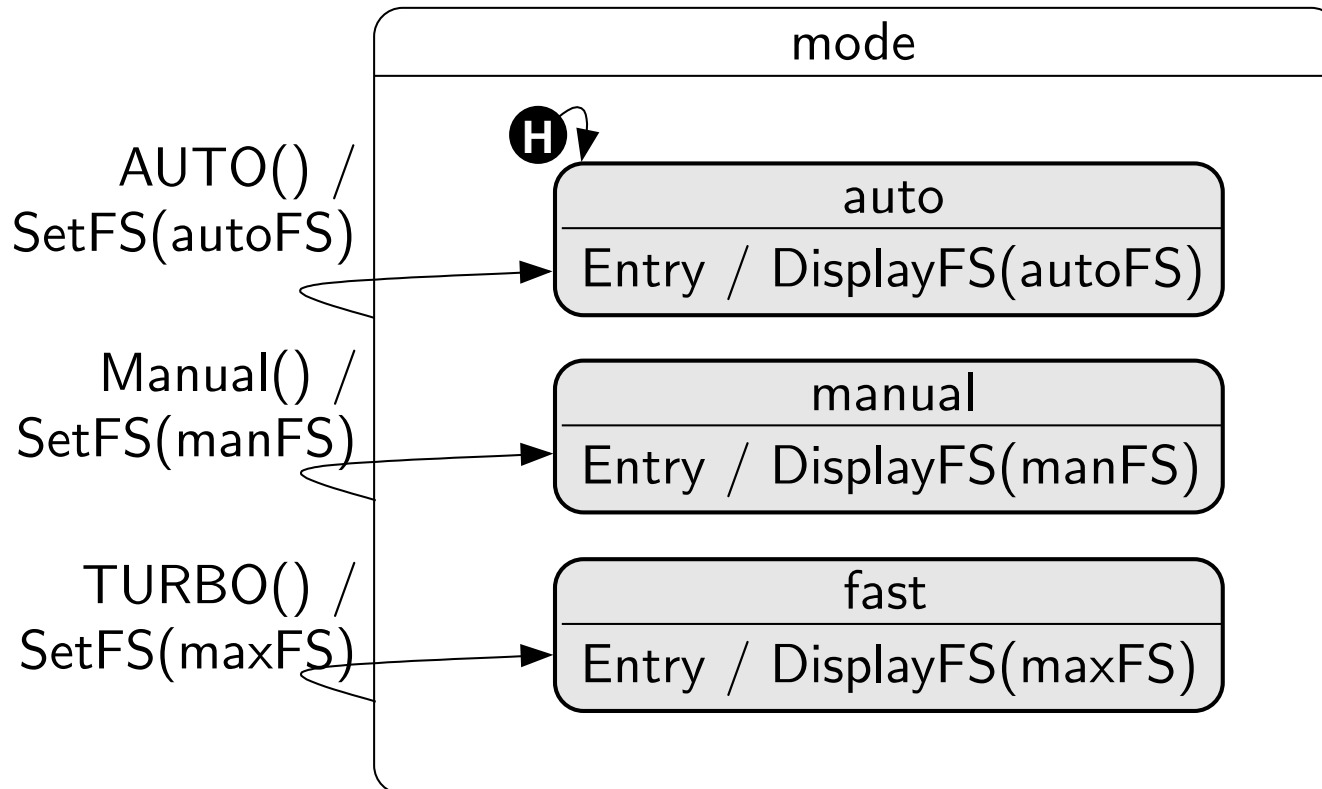 mode
H
AUTO() /
SetFS(autoFS)
auto
Entry / DisplayFS(autoFS)
Manual() /
SetFS(manFS)
manual
Entry / DisplayFS(manFS)
TURBO() /
SetFS(maxFS)
fast
Entry / DisplayFS(maxFS)